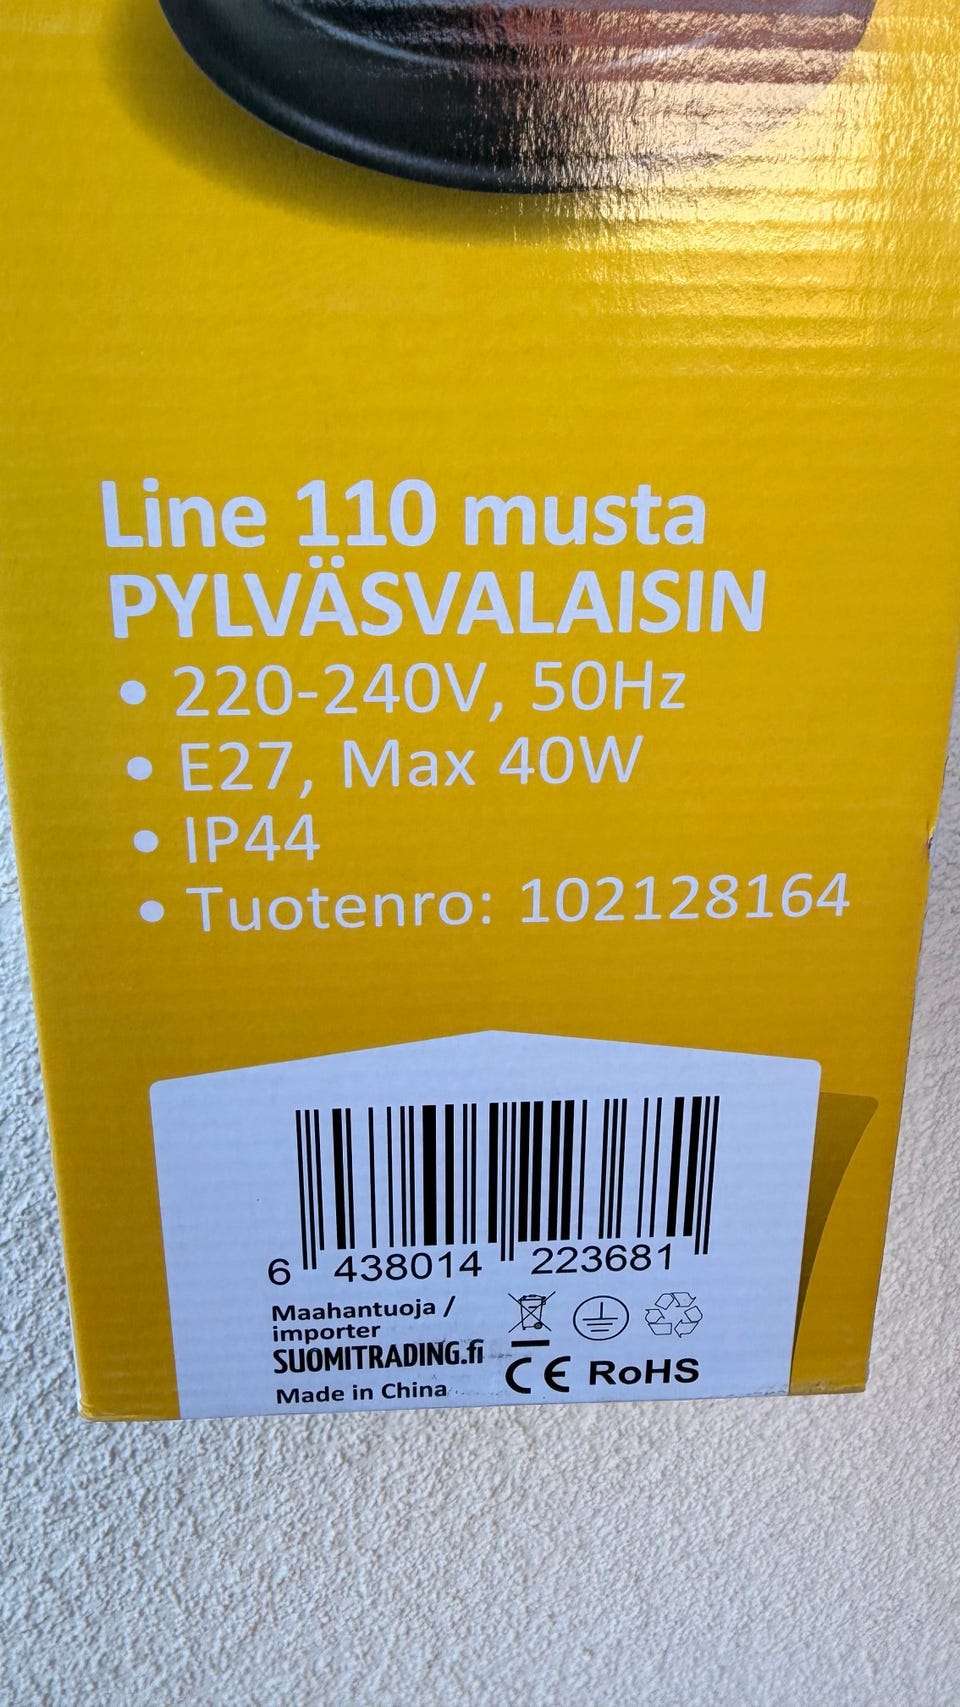 Line 110 musta
PYLVÄSVALAISIN
• 220-240V, 50Hz
• E27, Max 40W
• IP44
• Tuotenro: 102128164
6 438014 223681
Maahantuoja /
importer
SUOMITRADING.fi
Made in China
CE RoHS